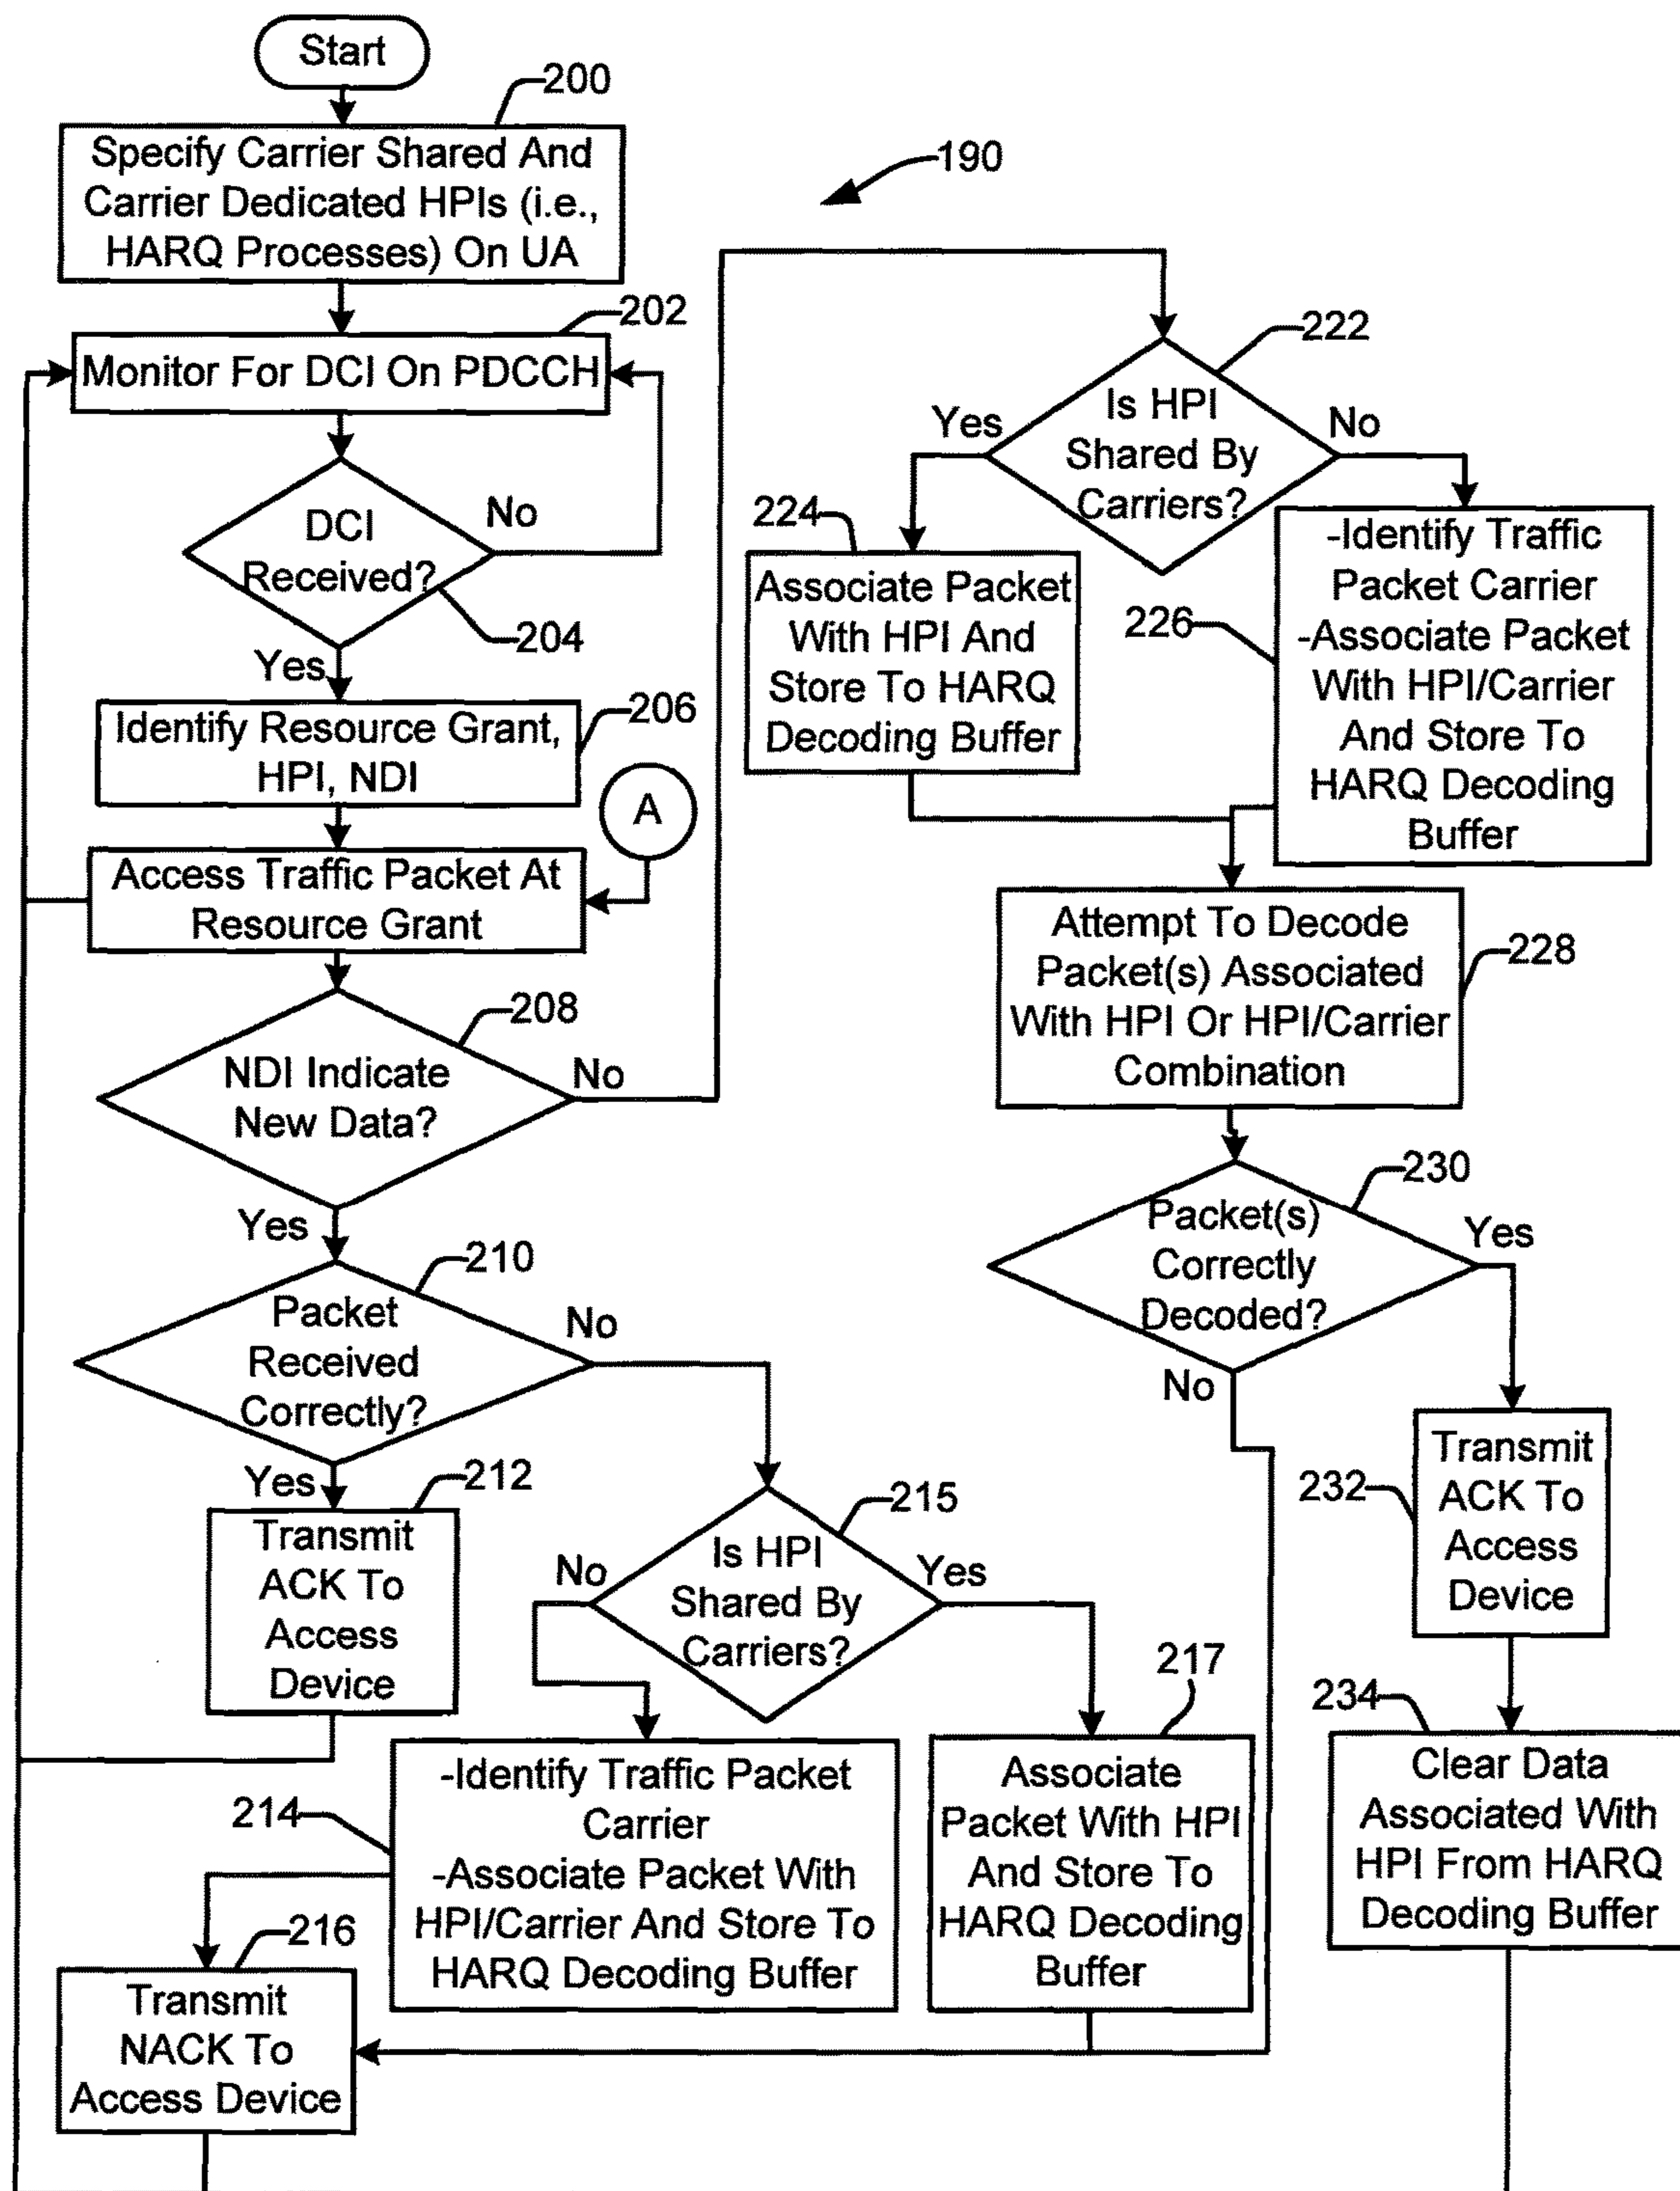 Start
200
Specify Carrier Shared And
Carrier Dedicated HPIs (i.e.,
HARQ Processes) On UA
190
202
Monitor For DCI On PDCCH
DCI
Received?
No
204
Yes
206
Identify Resource Grant,
HPI, NDI
A
Access Traffic Packet At
Resource Grant
208
NDI Indicate
New Data?
No
Yes
210
Packet
Received
Correctly?
No
Yes
212
Transmit
ACK To
Access
Device
215
Is HPI
Shared By
Carriers?
No
Yes
214
-Identify Traffic Packet
Carrier
-Associate Packet With
HPI/Carrier And Store To
HARQ Decoding Buffer
217
Associate
Packet With HPI
And Store To
HARQ Decoding
Buffer
216
Transmit
NACK To
Access Device
222
Is HPI
Shared By
Carriers?
Yes
No
224
Associate Packet
With HPI And
Store To HARQ
Decoding Buffer
226
-Identify Traffic
Packet Carrier
-Associate Packet
With HPI/Carrier
And Store To
HARQ Decoding
Buffer
228
Attempt To Decode
Packet(s) Associated
With HPI Or HPI/Carrier
Combination
230
Packet(s)
Correctly
Decoded?
Yes
No
232
Transmit
ACK To
Access
Device
234
Clear Data
Associated With
HPI From HARQ
Decoding Buffer